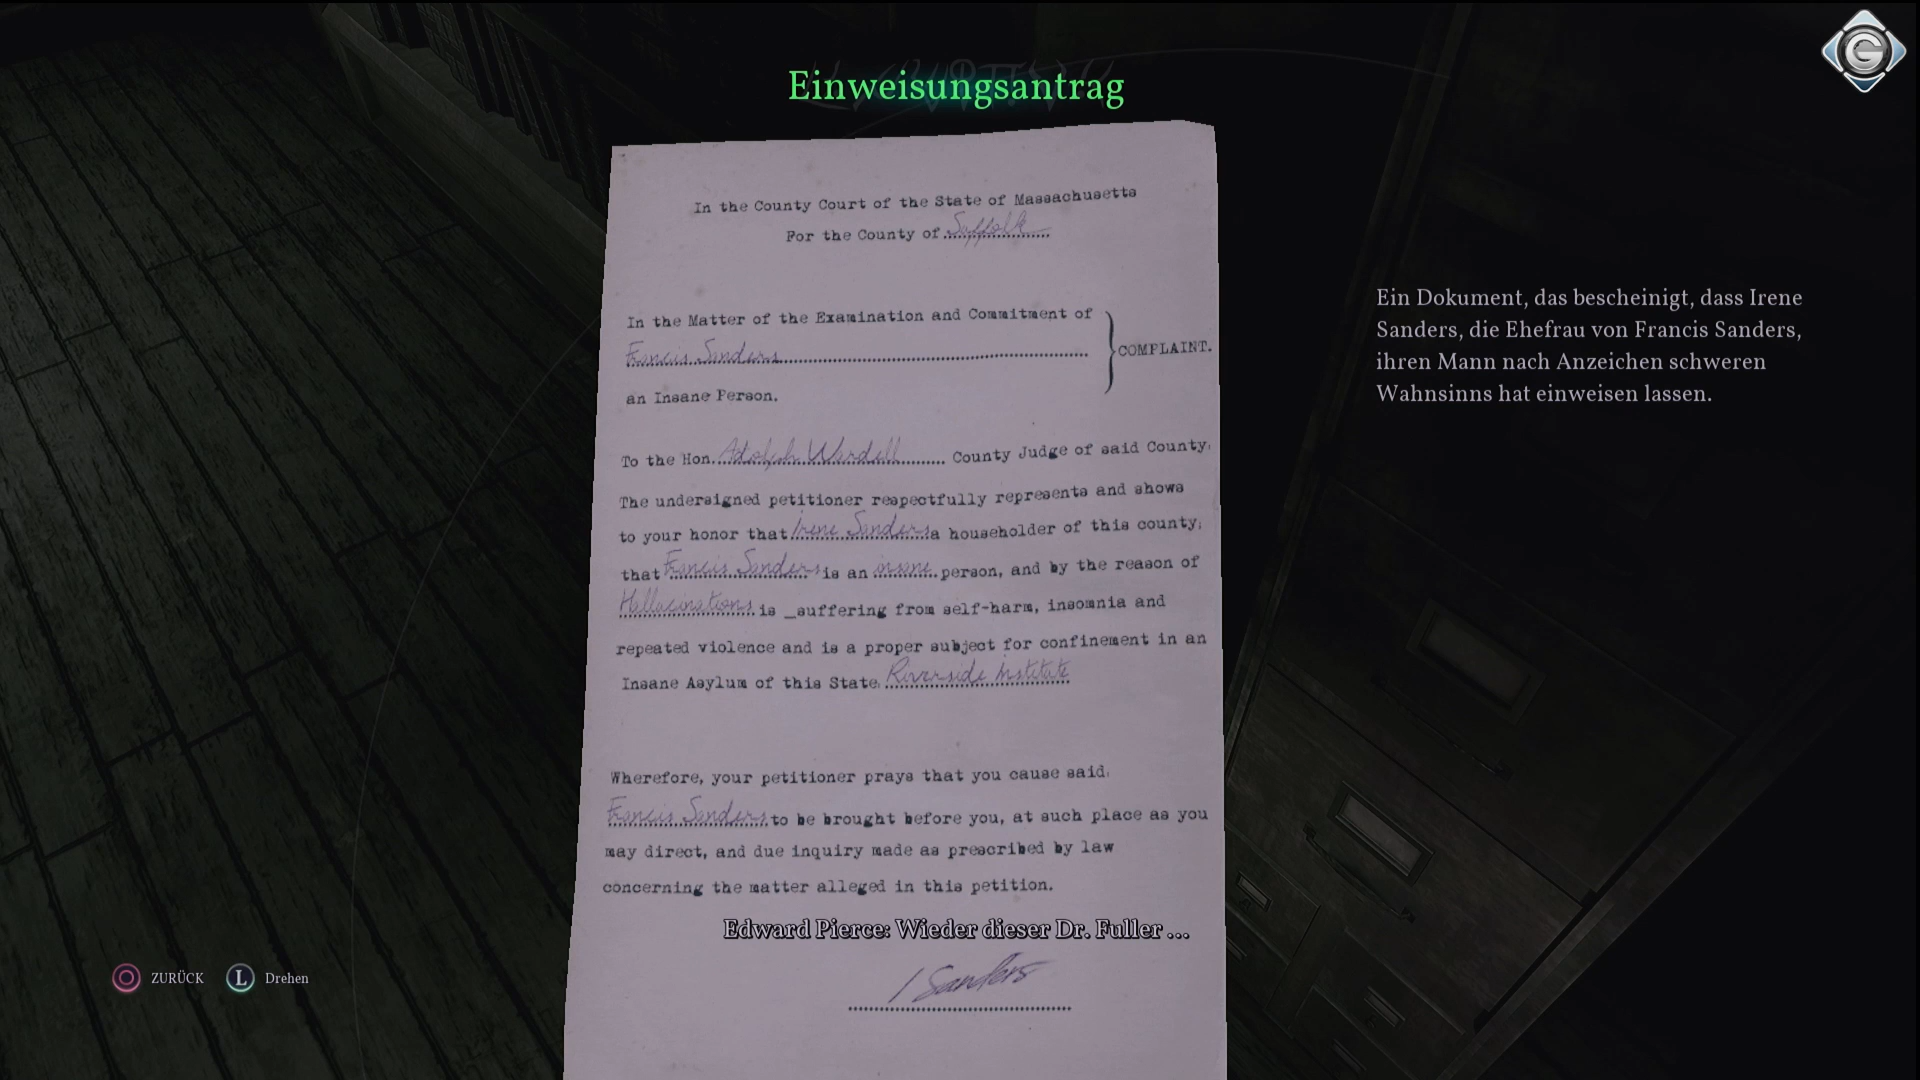 Einweisungsantrag
In the County Court of the State of Massachusetts
For the County of Suffolk
In the Matter of the Examination and Commitment of
Francis Sanders
COMPLAINT.
an Insane Person.
To the Hon. Adolph Wardell County Judge of said County.
The undersigned petitioner respectfully represents and shows
to your honor that Irene Sanders a householder of this county,
that Francis Sanders is an insane person, and by the reason of
Hallucinations is _suffering from self-harm, insomnia and
repeated violence and is a proper subject for confinement in an
Insane Asylum of this State. Riverside Institute
Wherefore, your petitioner prays that you cause said.
Francis Sanders to be brought before you, at such place as you
may direct, and due inquiry made as prescribed by law
concerning the matter alleged in this petition.
Edward Pierce: Wieder dieser Dr. Fuller ...
I Sanders
Ein Dokument, das bescheinigt, dass Irene
Sanders, die Ehefrau von Francis Sanders,
ihren Mann nach Anzeichen schweren
Wahnsinns hat einweisen lassen.
ZURÜCK L Drehen
G